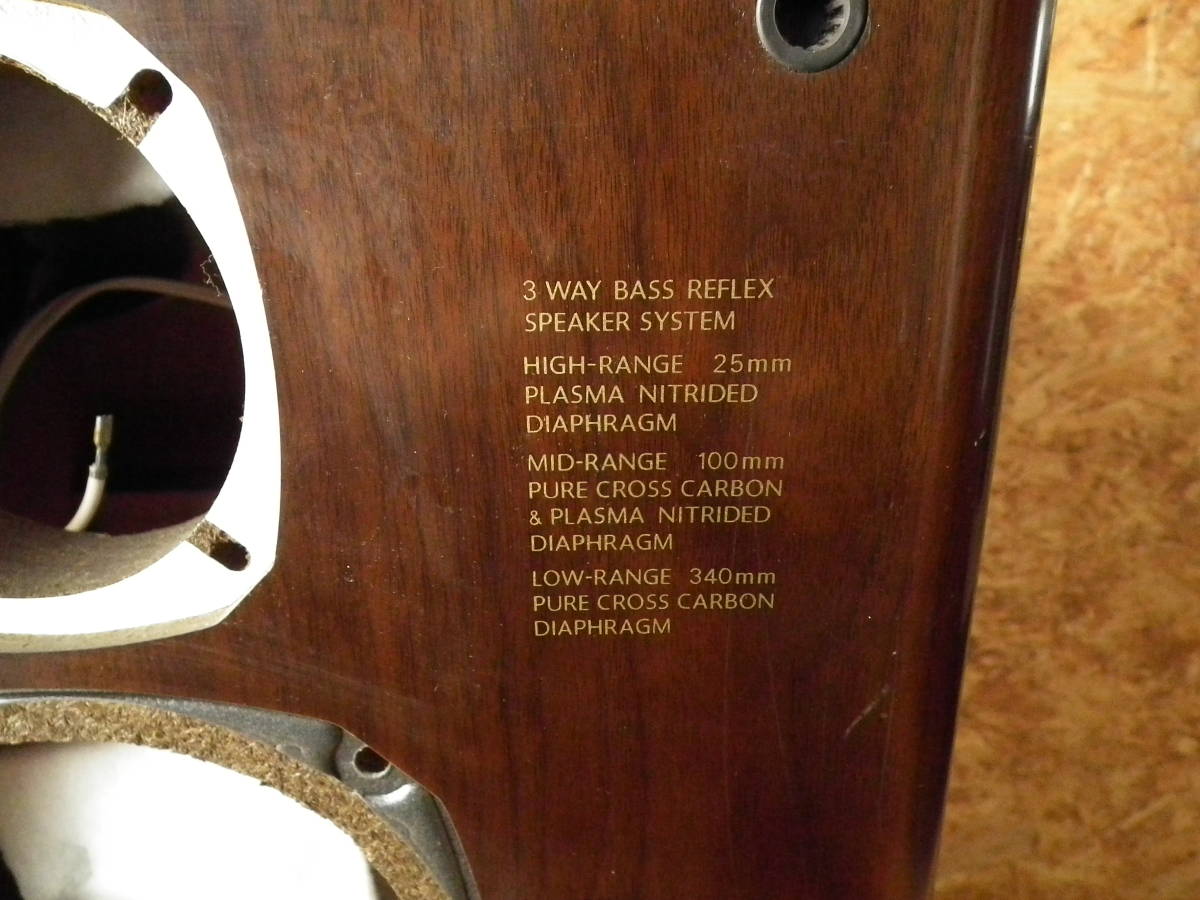 3 WAY BASS REFLEX
SPEAKER SYSTEM
HIGH-RANGE 25mm
PLASMA NITRIDED
DIAPHRAGM
MID-RANGE 100mm
PURE CROSS CARBON
& PLASMA NITRIDED
DIAPHRAGM
LOW-RANGE 340mm
PURE CROSS CARBON
DIAPHRAGM